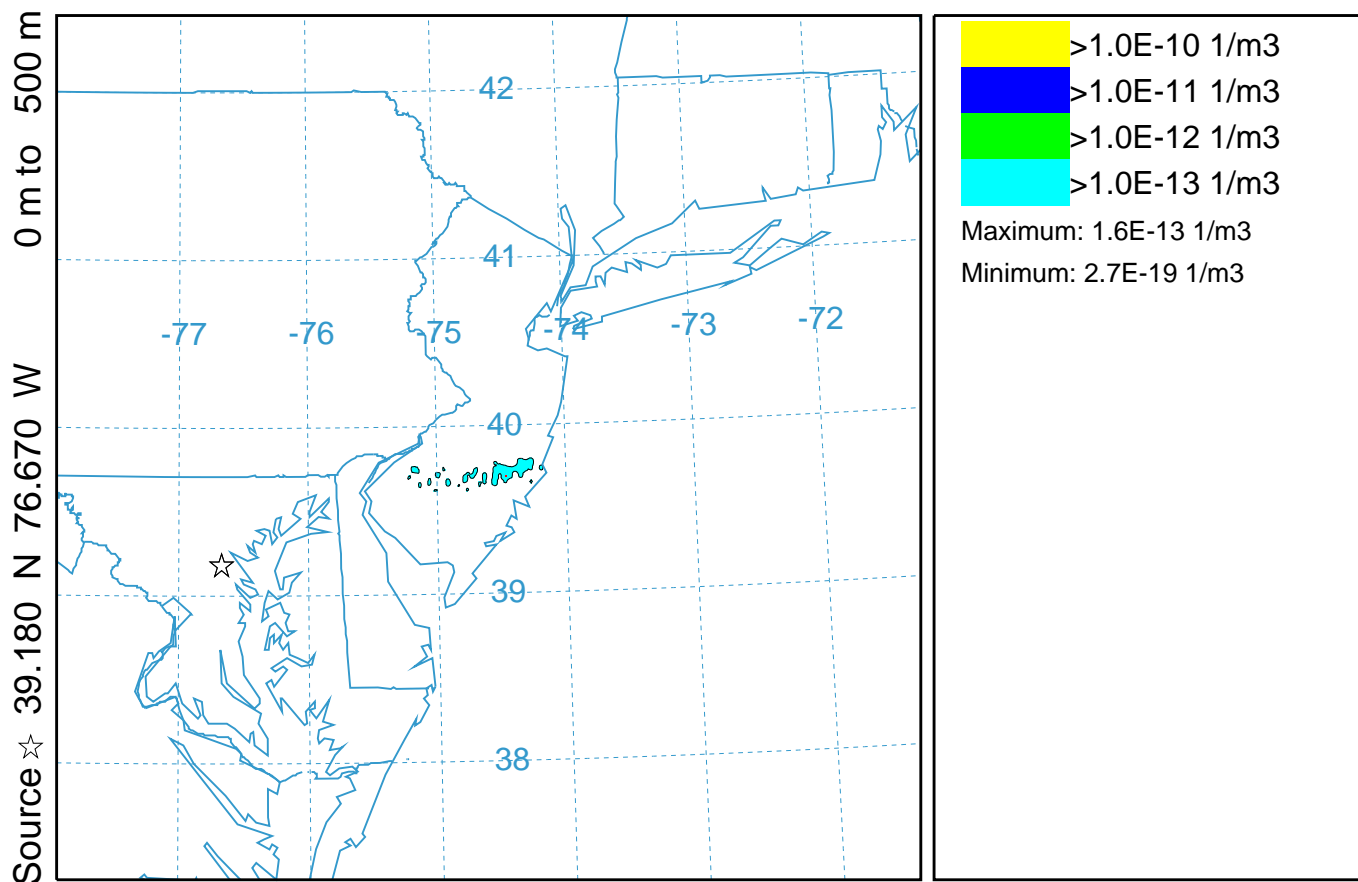 Source ☆ 39.180 N 76.670 W 0 m to 500 m
42
41
-77
-76
-75
-74
-73
-72
40
39
38
>1.0E-10 1/m3
>1.0E-11 1/m3
>1.0E-12 1/m3
>1.0E-13 1/m3
Maximum: 1.6E-13 1/m3
Minimum: 2.7E-19 1/m3